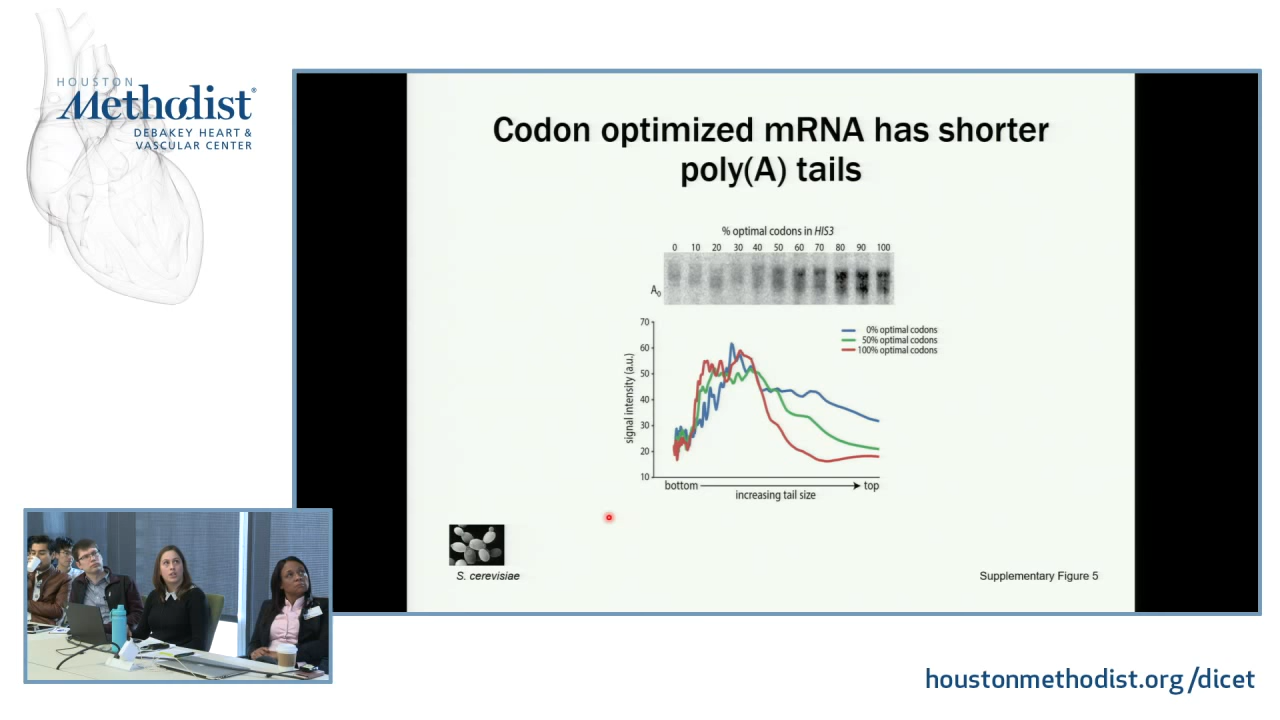 HOUSTON
Methodist®
DEBAKEY HEART &
VASCULAR CENTER
Codon optimized mRNA has shorter
poly(A) tails
% optimal codons in HIS3
0 10 20 30 40 50 60 70 80 90 100
A0
70
60
50
40
30
20
10
signal intensity (a.u.)
0% optimal codons
50% optimal codons
100% optimal codons
bottom top
increasing tail size
S. cerevisiae
Supplementary Figure 5
houstonmethodist.org/dicet